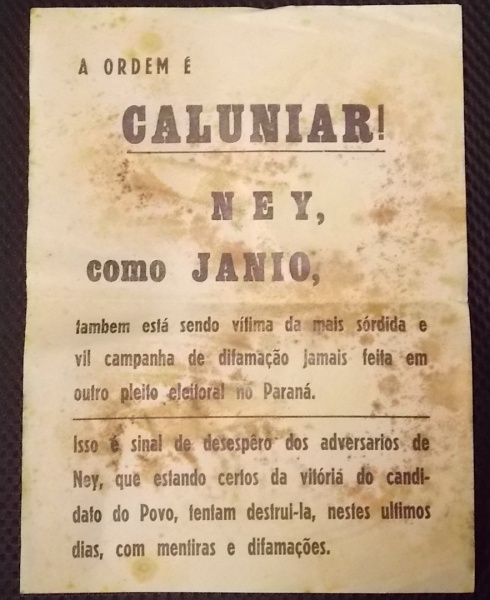 A ORDEM É
CALUNIAR!
NEY,
como JANIO,
tambem está sendo vítima da mais sórdida e
vil campanha de difamação jamais feita em
outro pleito eleitoral no Paraná.
Isso é sinal de desespêro dos adversarios de
Ney, que estando certos da vitóriá do candi-
dato do Povo, tentam destrui-la, nestes ultimos
dias, com mentiras e difamações.